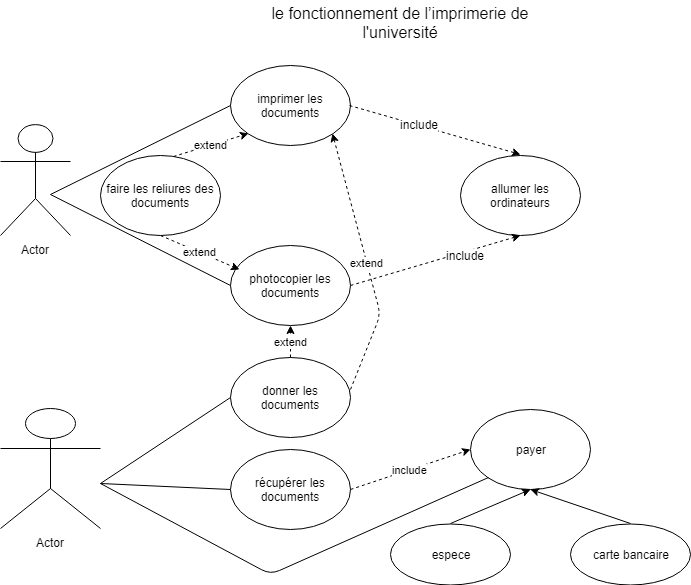 le fonctionnement de l’imprimerie de
l'université
imprimer les
documents
include
extend
Actor
faire les reliures des
documents
allumer les
ordinateurs
extend
extend
include
photocopier les
documents
extend
donner les
documents
payer
include
récupérer les
documents
Actor
espece
carte bancaire